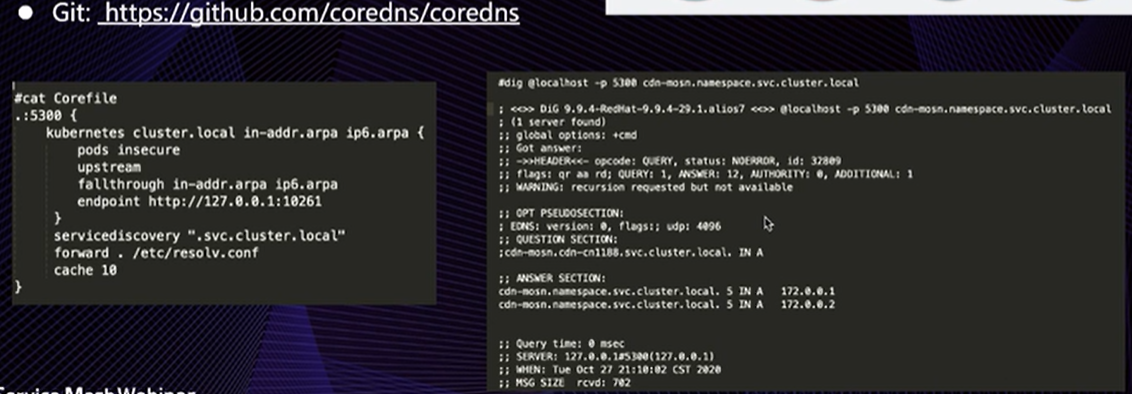 Git: https://github.com/coredns/coredns
#cat Corefile
.:5300 {
kubernetes cluster.local in-addr.arpa ip6.arpa {
pods insecure
upstream
fallthrough in-addr.arpa ip6.arpa
endpoint http://127.0.0.1:10261
}
servicediscovery ".svc.cluster.local"
forward . /etc/resolv.conf
cache 10
}
#dig @localhost -p 5300 cdn-mosn.namespace.svc.cluster.local
; <<>> DiG 9.9.4-RedHat-9.9.4-29.1.alios7 <<>> @localhost -p 5300 cdn-mosn.namespace.svc.cluster.local
; (1 server found)
;; global options: +cmd
;; Got answer:
;; ->>HEADER<<- opcode: QUERY, status: NOERROR, id: 32809
;; flags: qr aa rd; QUERY: 1, ANSWER: 12, AUTHORITY: 0, ADDITIONAL: 1
;; WARNING: recursion requested but not available
;; OPT PSEUDOSECTION:
; EDNS: version: 0, flags:; udp: 4096
;; QUESTION SECTION:
;cdn-mosn.cdn-cn1188.svc.cluster.local. IN A
;; ANSWER SECTION:
cdn-mosn.namespace.svc.cluster.local. 5 IN A 172.0.0.1
cdn-mosn.namespace.svc.cluster.local. 5 IN A 172.0.0.2
;; Query time: 0 msec
;; SERVER: 127.0.0.1#5300(127.0.0.1)
;; WHEN: Tue Oct 27 21:10:02 CST 2020
;; MSG SIZE rcvd: 702
Service Mesh Webinar